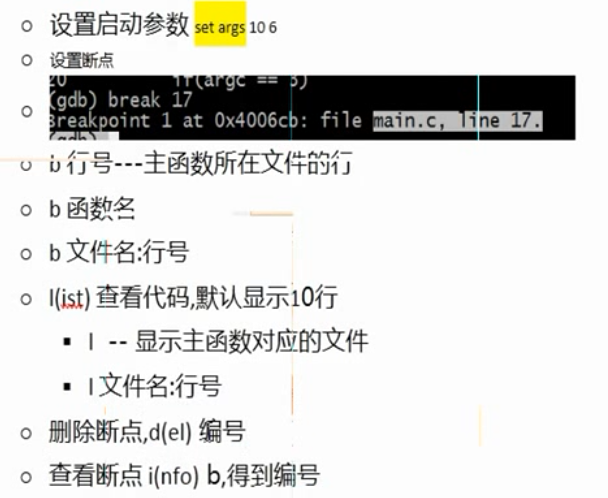 设置启动参数 set args 10 6
设置断点
20 if(argc == 3)
(gdb) break 17
Breakpoint 1 at 0x4006cb: file main.c, line 17.
(gdb)
b 行号---主函数所在文件的行
b 函数名
b 文件名:行号
l(ist) 查看代码,默认显示10行
l -- 显示主函数对应的文件
l 文件名:行号
删除断点,d(el) 编号
查看断点 i(nfo) b,得到编号